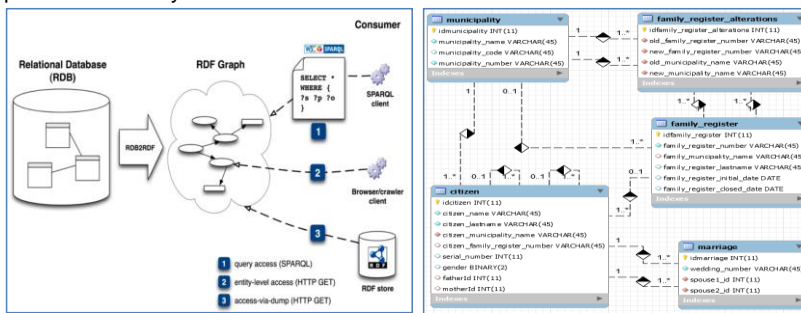 Consumer
Relational Database
(RDB)
RDF Graph
W3C SPARQL
SELECT *
WHERE {
?s ?p ?o
}
SPARQL
client
RDB2RDF
1
2
Browser/crawler
client
3
1 query access (SPARQL)
2 entity-level access (HTTP GET)
3 access-via-dump (HTTP GET)
RDF
RDF store
municipality
idmunicipality INT(11)
municipality_name VARCHAR(45)
municipality_code VARCHAR(45)
municipality_number VARCHAR(45)
Indexes
1
1..*
1
1..*
family_register_alterations
idfamily_register_alterations INT(11)
old_family_register_number VARCHAR(45)
new_family_register_number VARCHAR(45)
old_municipality_name VARCHAR(45)
new_municipality_name VARCHAR(45)
Indexes
1
0..1
1..*
1..*
1..*
family_register
idfamily_register INT(11)
family_register_number VARCHAR(45)
family_municipality_name VARCHAR(45)
family_register_lastname VARCHAR(45)
family_register_initial_date DATE
family_register_closed_date DATE
Indexes
1..*
0..1
1..*
0..1
1..*
0..1
1..*
citizen
idcitizen INT(11)
citizen_name VARCHAR(45)
citizen_lastname VARCHAR(45)
citizen_municipality_name VARCHAR(45)
citizen_family_register_number VARCHAR(45)
serial_number INT(11)
gender BINARY(2)
fatherId INT(11)
motherId INT(11)
Indexes
1
1..*
1
1..*
marriage
idmarriage INT(11)
wedding_number VARCHAR(45)
spouse1_id INT(11)
spouse2_id INT(11)
Indexes